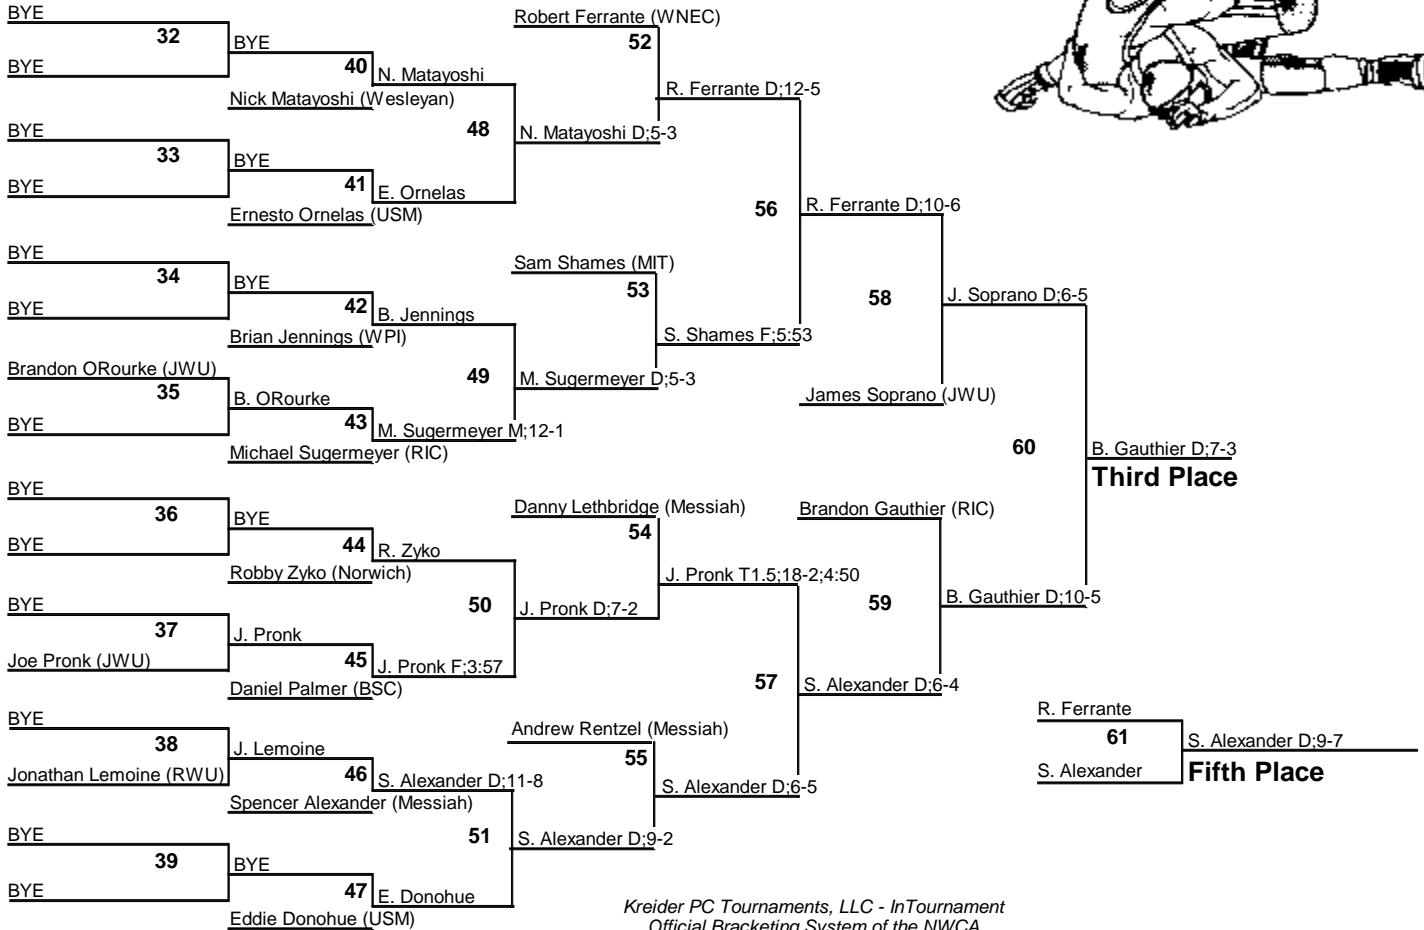 BYE
32
BYE
BYE
40
N. Matayoshi
Nick Matayoshi (Wesleyan)
48
N. Matayoshi D;5-3
BYE
33
BYE
BYE
41
E. Ornelas
Ernesto Ornelas (USM)
Robert Ferrante (WNEC)
52
R. Ferrante D;12-5
56
R. Ferrante D;10-6
BYE
34
BYE
BYE
42
B. Jennings
Brian Jennings (WPI)
49
M. Sugermeyer D;5-3
Brandon ORourke (JWU)
35
BYE
B. ORourke
43
M. Sugermeyer M;12-1
Michael Sugermeyer (RIC)
Sam Shames (MIT)
53
S. Shames F;5:53
58
J. Soprano D;6-5
James Soprano (JWU)
60
B. Gauthier D;7-3
Third Place
BYE
36
BYE
BYE
44
R. Zyko
Robby Zyko (Norwich)
50
J. Pronk D;7-2
BYE
37
Joe Pronk (JWU)
J. Pronk
45
J. Pronk F;3:57
Daniel Palmer (BSC)
Danny Lethbridge (Messiah)
54
J. Pronk T1.5;18-2;4:50
57
S. Alexander D;6-4
Brandon Gauthier (RIC)
59
B. Gauthier D;10-5
BYE
38
Jonathan Lemoine (RWU)
J. Lemoine
46
S. Alexander D;11-8
Spencer Alexander (Messiah)
51
S. Alexander D;9-2
BYE
39
BYE
BYE
47
E. Donohue
Eddie Donohue (USM)
Andrew Rentzel (Messiah)
55
S. Alexander D;6-5
R. Ferrante
61
S. Alexander
S. Alexander D;9-7
Fifth Place
Kreider PC Tournaments, LLC - InTournament
Official Bracketing System of the NWCA